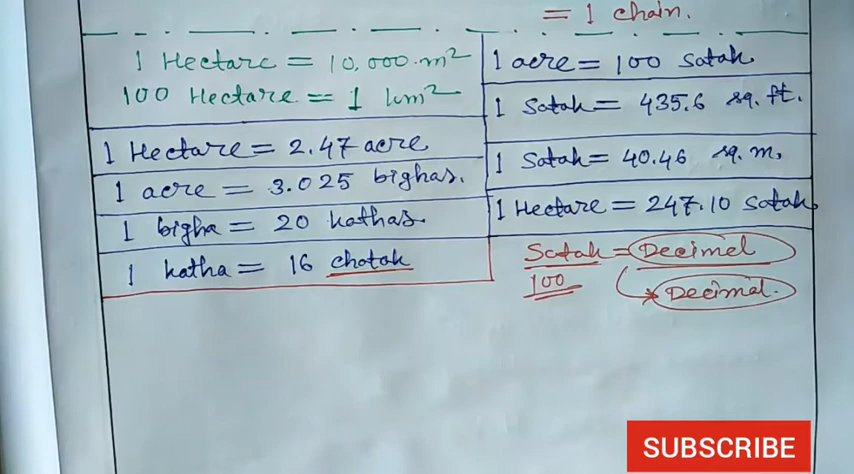 = 1 chain.
1 Hectare = 10,000 m²
100 Hectare = 1 km²
1 Hectare = 2.47 acre
1 acre = 3.025 bighas.
1 bigha = 20 kathas.
1 katha = 16 chotak
1 acre = 100 Satak
1 Satak = 435.6 sq. ft.
1 Satak = 40.46 sq. m.
1 Hectare = 247.10 Satak
Satak = Decimel
100
Decimal.
SUBSCRIBE